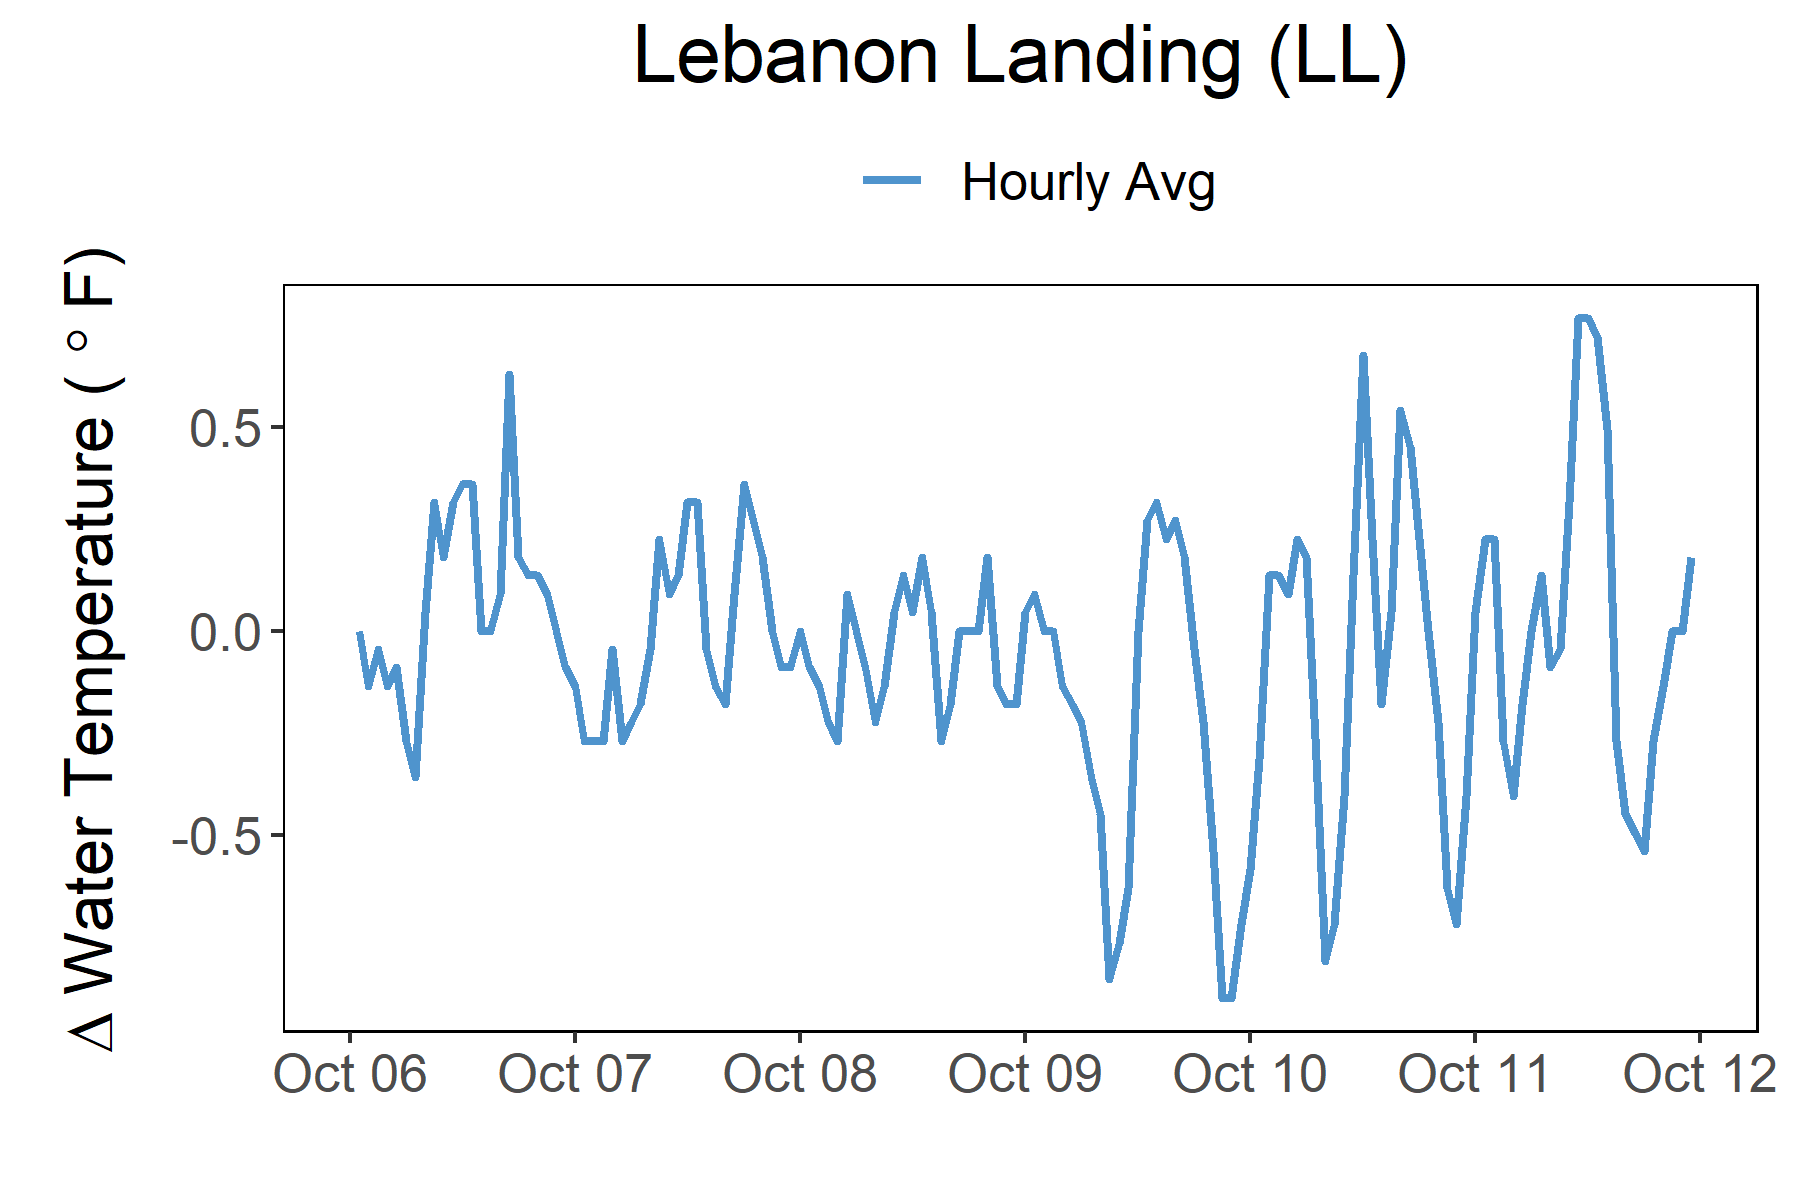 Lebanon Landing (LL)
Hourly Avg
Δ Water Temperature ( ° F)
0.5
0.0
-0.5
Oct 06
Oct 07
Oct 08
Oct 09
Oct 10
Oct 11
Oct 12